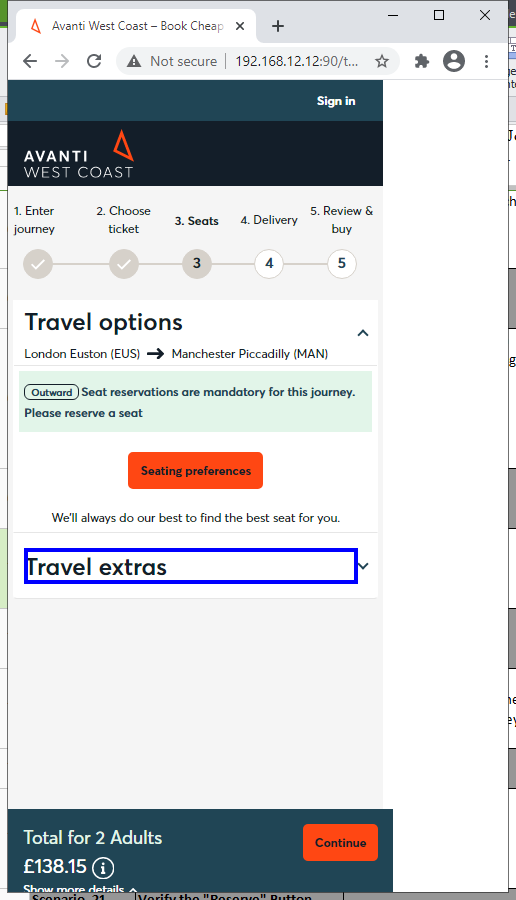 Avanti West Coast – Book Cheap
Not secure | 192.168.12.12:90/t...
Sign in
AVANTI
WEST COAST
1. Enter journey
2. Choose ticket
3. Seats
4. Delivery
5. Review & buy
3
4
5
Travel options
London Euston (EUS) → Manchester Piccadilly (MAN)
Outward Seat reservations are mandatory for this journey.
Please reserve a seat
Seating preferences
We'll always do our best to find the best seat for you.
Travel extras
Total for 2 Adults
£138.15
Continue
Show more details
Scenario 21 Verify the "Reserve" Button